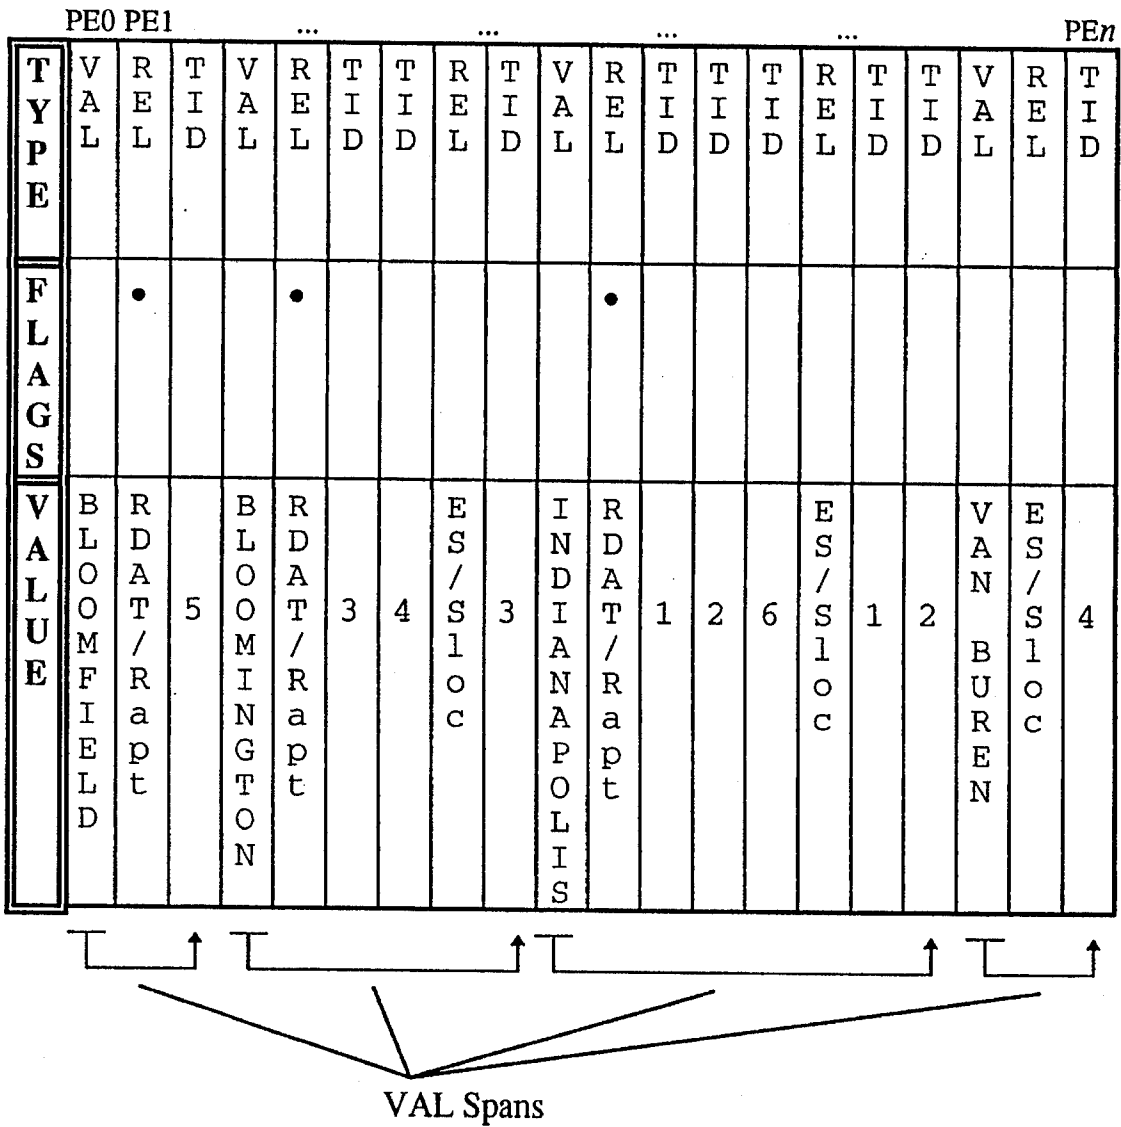 PE0 PE1 ... ... ... ... PEn
TYPE VAL REL TID VAL REL TID TID REL TID VAL REL TID TID TID REL TID TID VAL REL TID
FLAGS • • •
VALUE BLOOMFIELD RDAT/Rapt 5 BLOOMINGTON RDAT/Rapt 3 4 ES/Sloc 3 INDIANAPOLIS RDAT/Rapt 1 2 6 ES/Sloc 1 2 VAN BUREN ES/Sloc 4
VAL Spans